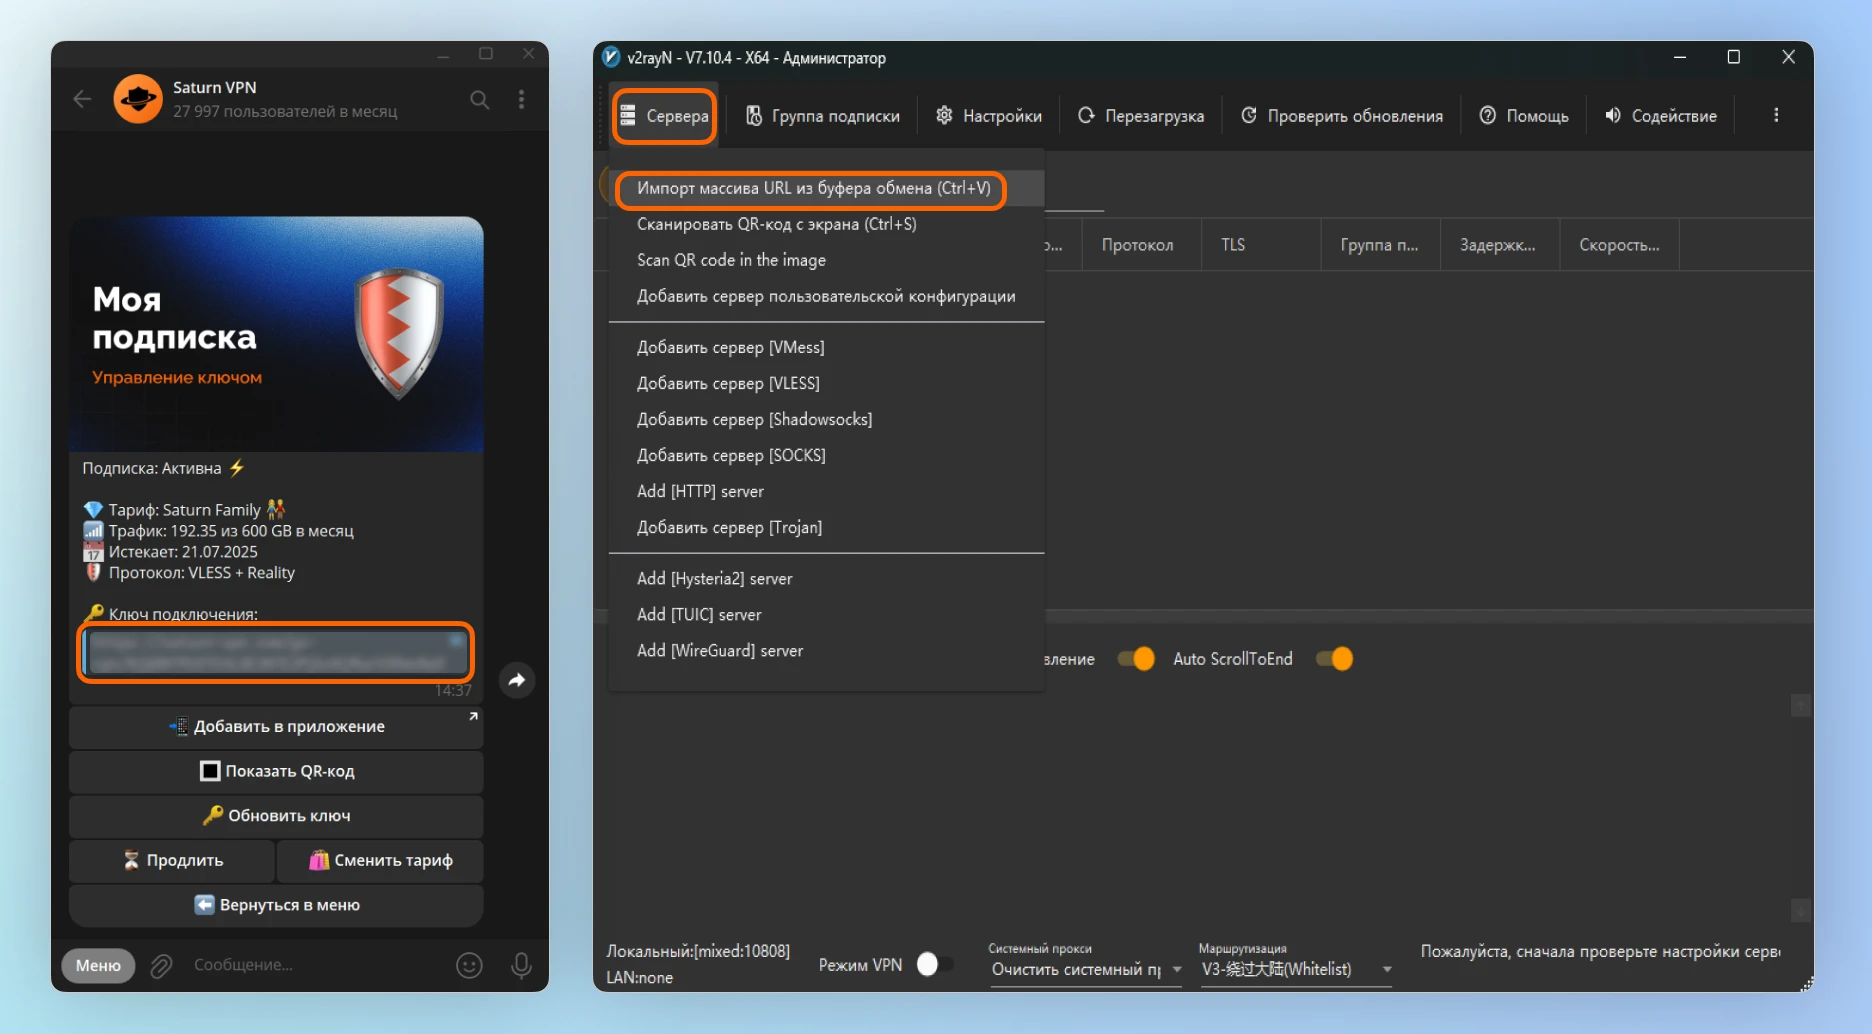 Saturn VPN
27 997 пользователей в месяц
Моя
подписка
Управление ключом
Подписка: Активна ⚡
💎 Тариф: Saturn Family 👫
📶 Трафик: 192.35 из 600 GB в месяц
📅 Истекает: 21.07.2025
🛡 Протокол: VLESS + Reality
🔑 Ключ подключения:
14:37
📲 Добавить в приложение
🔳 Показать QR-код
🔑 Обновить ключ
⏳ Продлить
🛍 Сменить тариф
⬅️ Вернуться в меню
Меню
Сообщение...
v2rayN - V7.10.4 - X64 - Администратор
Сервера
Группа подписки
Настройки
Перезагрузка
Проверить обновления
Помощь
Содействие
Импорт массива URL из буфера обмена (Ctrl+V)
Сканировать QR-код с экрана (Ctrl+S)
Scan QR code in the image
Добавить сервер пользовательской конфигурации
Добавить сервер [VMess]
Добавить сервер [VLESS]
Добавить сервер [Shadowsocks]
Добавить сервер [SOCKS]
Add [HTTP] server
Добавить сервер [Trojan]
Add [Hysteria2] server
Add [TUIC] server
Add [WireGuard] server
Протокол
TLS
Группа п...
Задержк...
Скорость...
вление
Auto ScrollToEnd
Локальный:[mixed:10808]
LAN:none
Режим VPN
Системный прокси
Очистить системный п
Маршрутизация
V3-绕过大陆(Whitelist)
Пожалуйста, сначала проверьте настройки серв